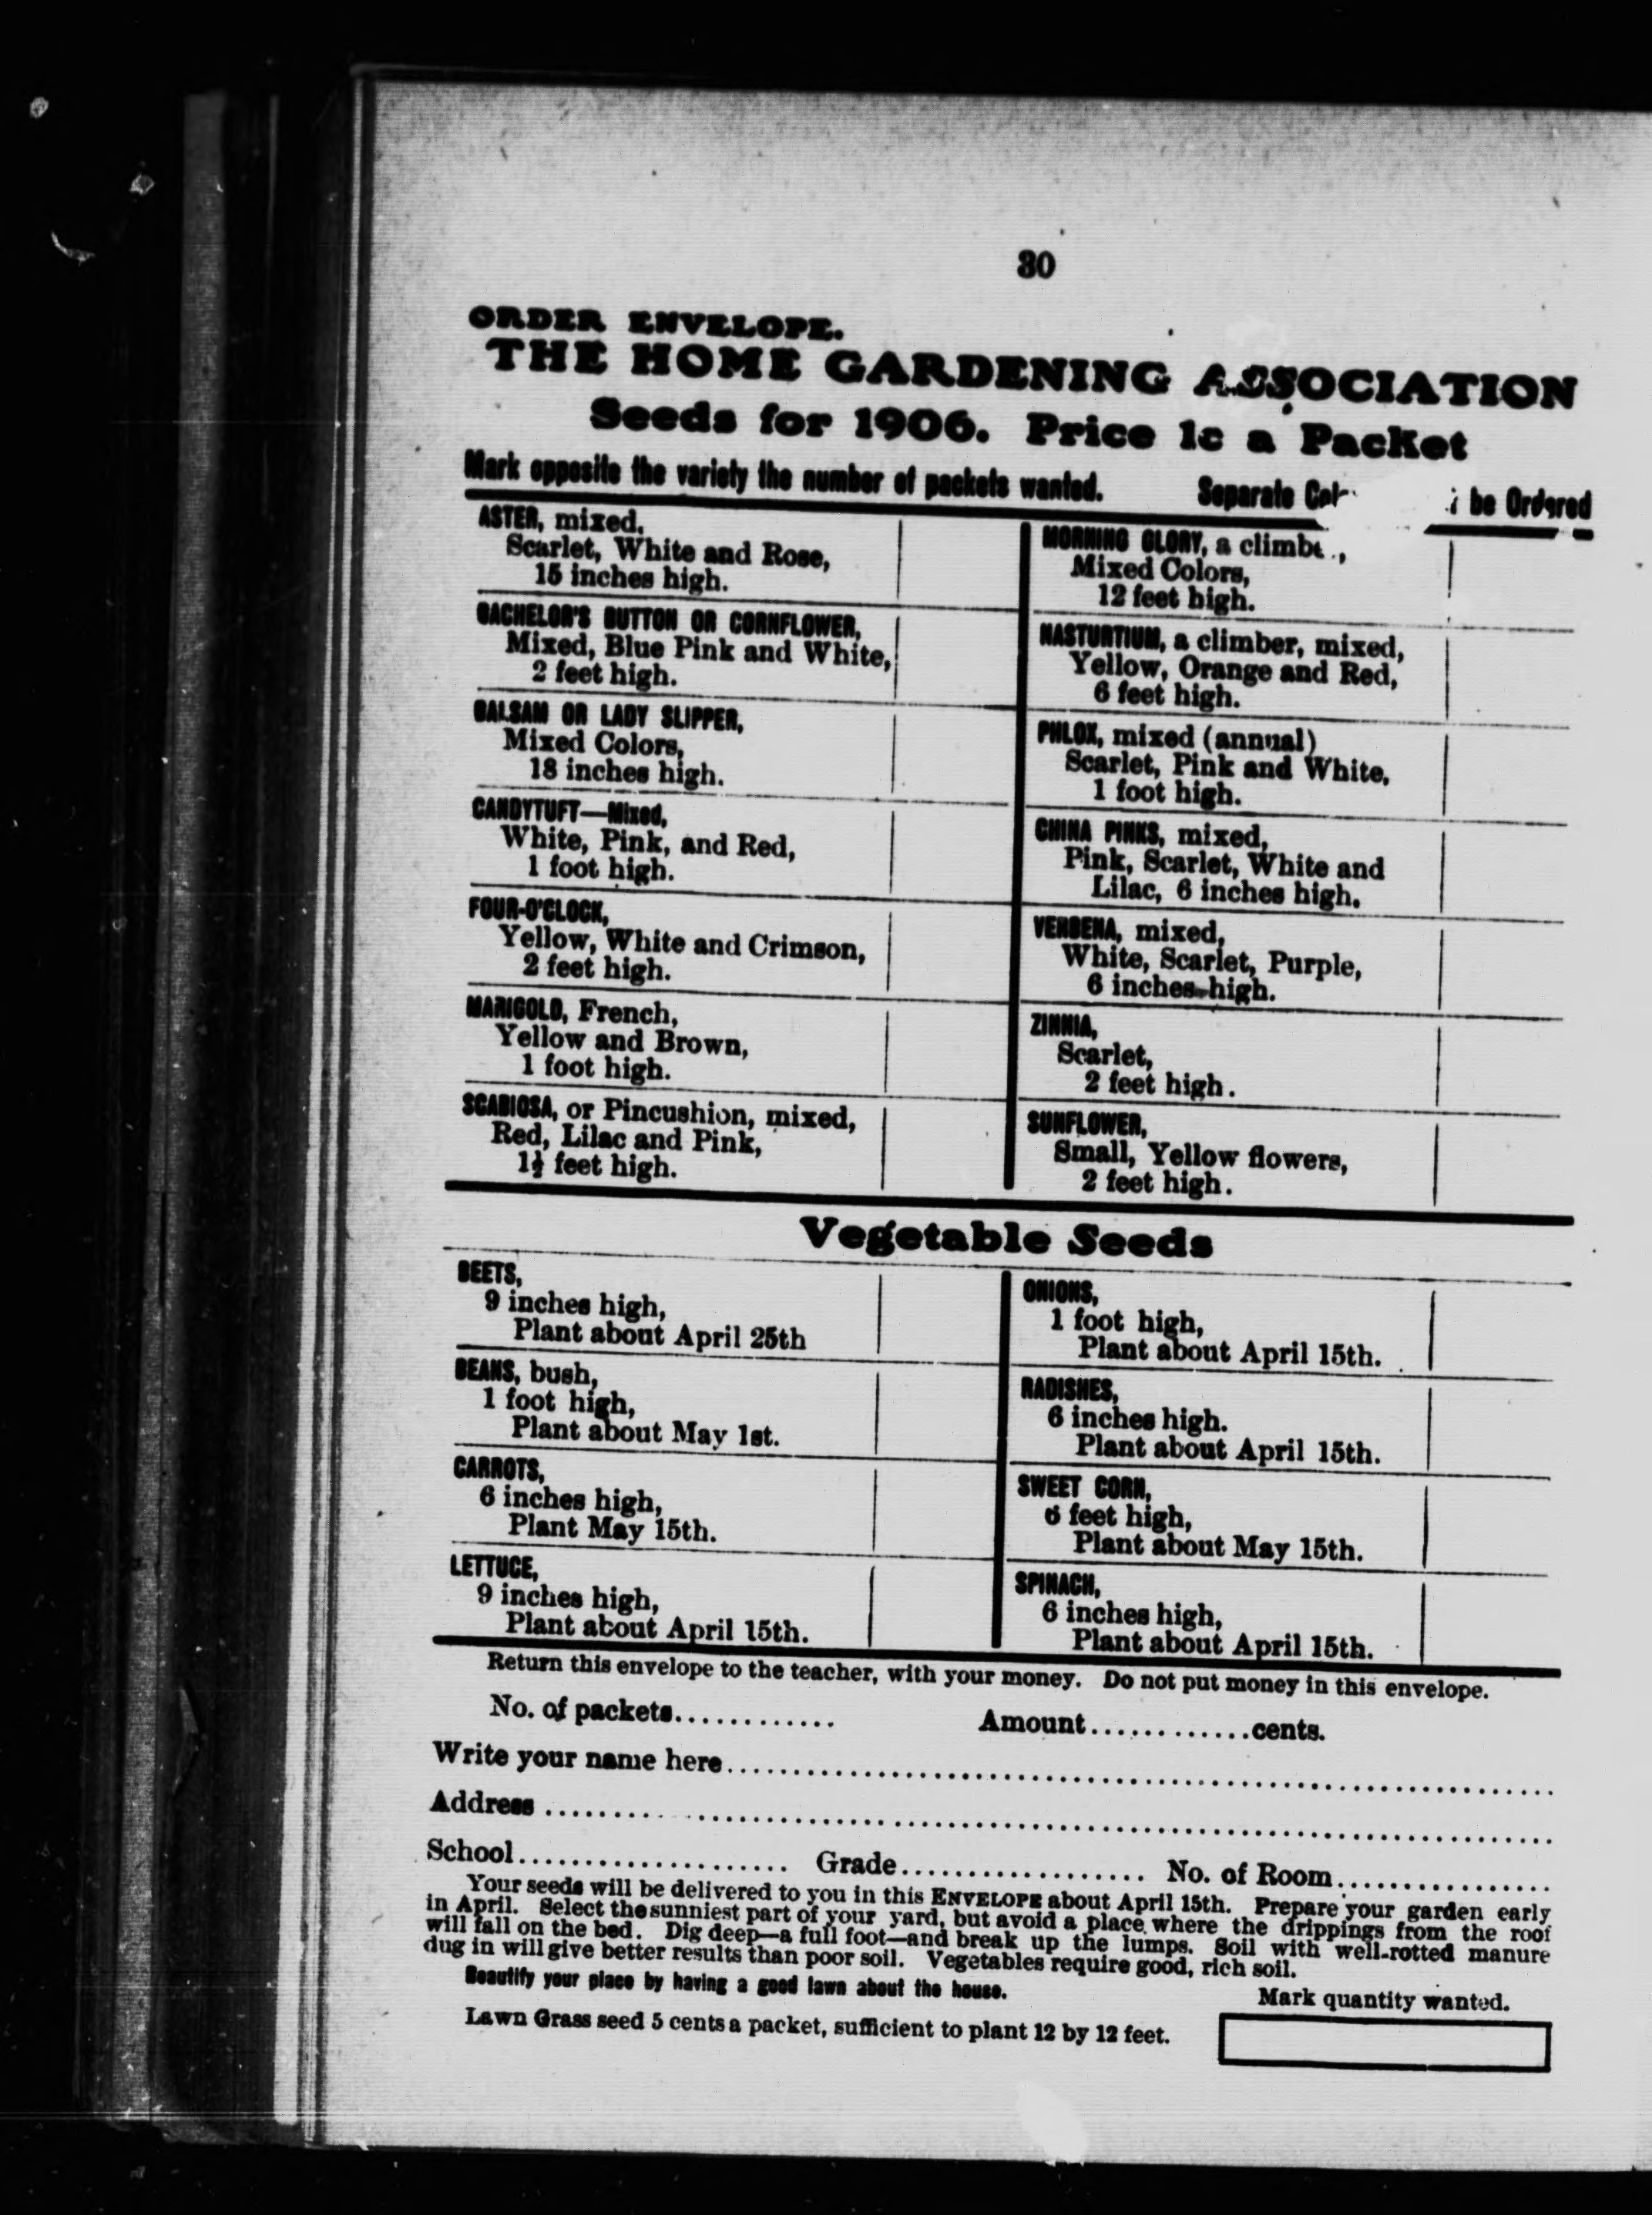 30
ORDER ENVELOPE.
THE HOME GARDENING ASSOCIATION
Seeds for 1906. Price 1c a Packet
Mark opposite the variety the number of packets wanted. Separate be Ordered
ASTER, mixed,
Scarlet, White and Rose,
15 inches high.
BACHELOR'S BUTTON OR CORNFLOWER,
Mixed, Blue Pink and White,
2 feet high.
BALSAM OR LADY SLIPPER,
Mixed Colors,
18 inches high.
CANDYTUFT—Mixed,
White, Pink, and Red,
1 foot high.
FOUR-O'CLOCK,
Yellow, White and Crimson,
2 feet high.
MARIGOLD, French,
Yellow and Brown,
1 foot high.
SCABIOSA, or Pincushion, mixed,
Red, Lilac and Pink,
1½ feet high.
MORNING GLORY, a
Mixed Colors,
12 feet high.
NASTURTIUM, a climber, mixed,
Yellow, Orange and Red,
6 feet high.
PHLOX, mixed (annual)
Scarlet, Pink and White,
1 foot high.
CHINA PINKS, mixed,
Pink, Scarlet, White and
Lilac, 6 inches high.
VERBENA, mixed,
White, Scarlet, Purple,
6 inches high.
ZINNIA,
Scarlet,
2 feet high.
SUNFLOWER,
Small, Yellow flowers,
2 feet high.
Vegetable Seeds
BEETS,
9 inches high,
Plant about April 25th
BEANS, bush,
1 foot high,
Plant about May 1st.
CARROTS,
6 inches high,
Plant May 15th.
LETTUCE,
9 inches high,
Plant about April 15th.
ONIONS,
1 foot high,
Plant about April 15th.
RADISHES,
6 inches high.
Plant about April 15th.
SWEET CORN,
6 feet high,
Plant about May 15th.
SPINACH,
6 inches high,
Plant about April 15th.
Return this envelope to the teacher, with your money. Do not put money in this envelope.
No. of packets............. Amount............cents.
Write your name here..............................................................
Address ..............................................................
School..................... Grade................... No. of Room.................
Your seeds will be delivered to you in this ENVELOPE about April 15th. Prepare your garden early
in April. Select the sunniest part of your yard, but avoid a place where the drippings from the roof
will fall on the bed. Dig deep—a full foot—and break up the lumps. Soil with well-rotted manure
dug in will give better results than poor soil. Vegetables require good, rich soil.
Beautify your place by having a good lawn about the house.
Mark quantity wanted.
Lawn Grass seed 5 cents a packet, sufficient to plant 12 by 12 feet.